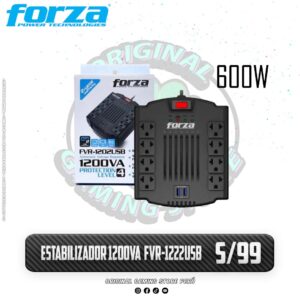 forza
POWER TECHNOLOGIES
600W
forza
FVR-1202USB
1200VA
PROTECTION LEVEL 4
forza
ESTABILIZADOR 1200VA FVR-1222USB S/99
ORIGINAL GAMING STORE PERÚ